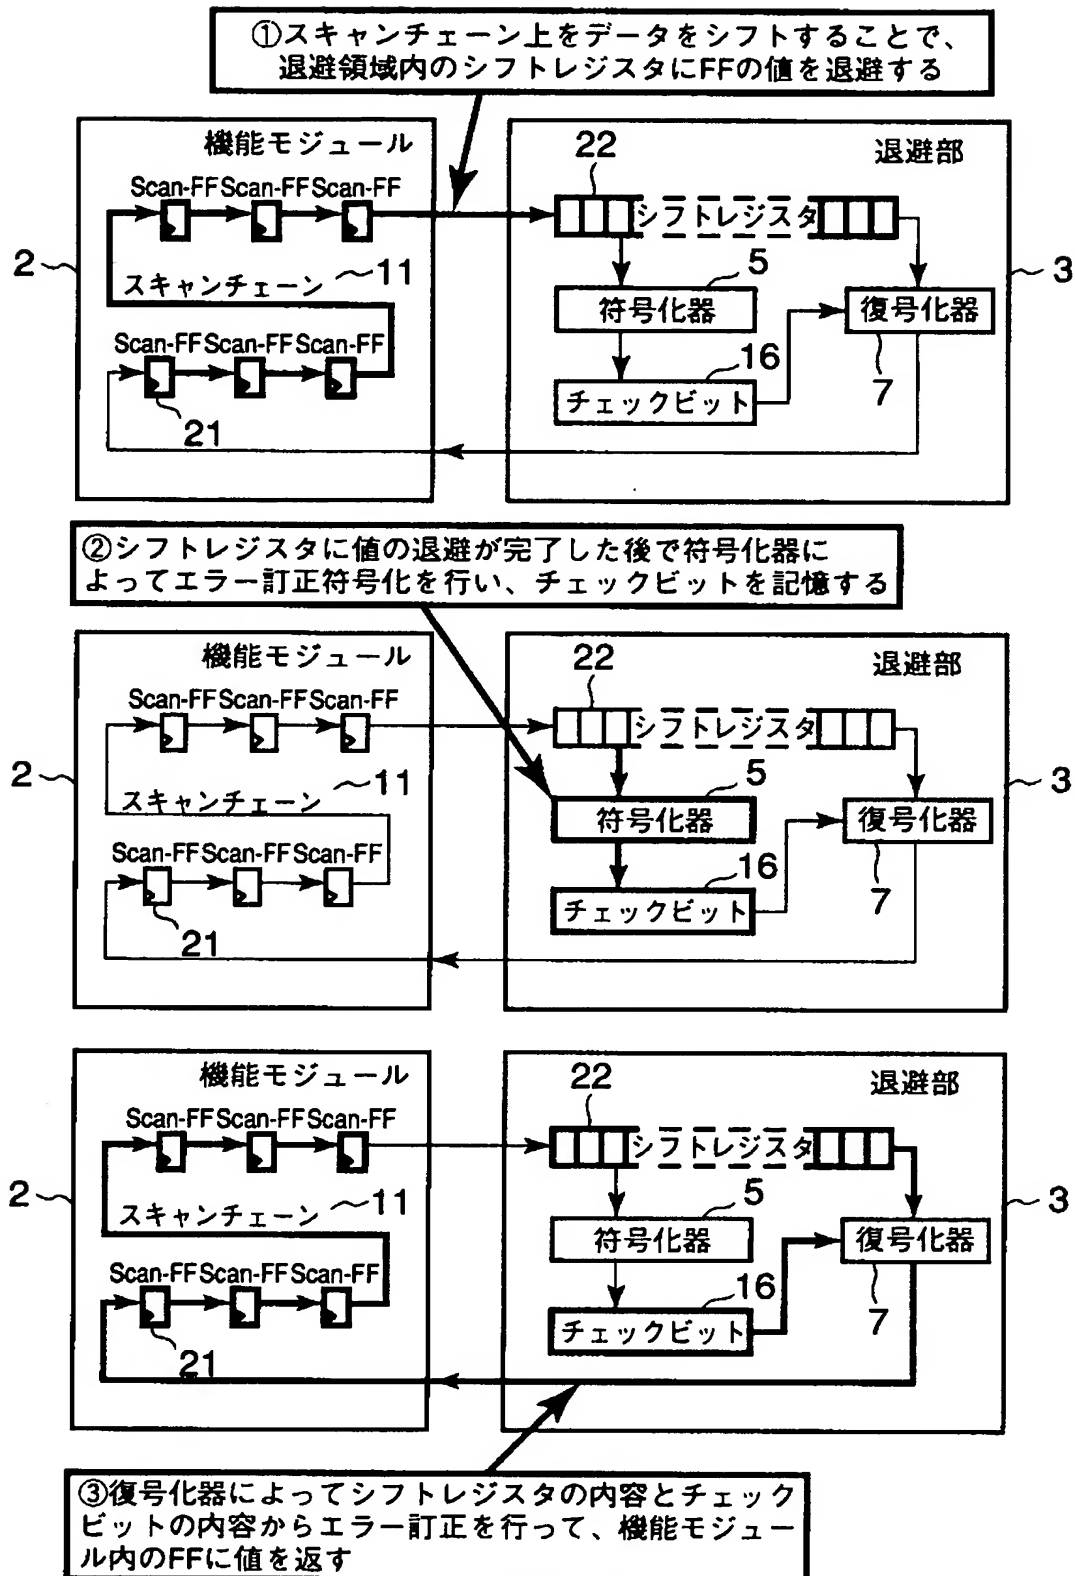 ①スキャンチェーン上をデータをシフトすることで、
退避領域内のシフトレジスタにFFの値を退避する
機能モジュール
22
退避部
Scan-FF Scan-FF Scan-FF
シフトレジスタ
2
スキャンチェーン
11
5
3
符号化器
復号化器
Scan-FF Scan-FF Scan-FF
16
7
チェックビット
21
②シフトレジスタに値の退避が完了した後で符号化器に
よってエラー訂正符号化を行い、チェックビットを記憶する
機能モジュール
22
退避部
Scan-FF Scan-FF Scan-FF
シフトレジスタ
2
スキャンチェーン
11
5
3
符号化器
復号化器
Scan-FF Scan-FF Scan-FF
16
7
チェックビット
21
機能モジュール
22
退避部
Scan-FF Scan-FF Scan-FF
シフトレジスタ
2
スキャンチェーン
11
5
3
符号化器
復号化器
Scan-FF Scan-FF Scan-FF
16
7
チェックビット
21
③復号化器によってシフトレジスタの内容とチェック
ビットの内容からエラー訂正を行って、機能モジュー
ル内のFFに値を返す